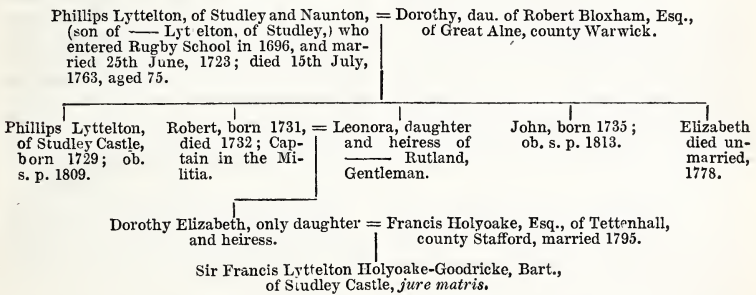 Phillips Lyttelton, of Studley and Naunton,
(son of —— Lyt elton, of Studley,) who
entered Rugby School in 1696, and mar-
ried 25th June, 1723; died 15th July,
1763, aged 75.
= Dorothy, dau. of Robert Bloxham, Esq.,
of Great Alne, county Warwick.
Phillips Lyttelton,
of Studley Castle,
born 1729; ob.
s. p. 1809.
Robert, born 1731,
died 1732; Cap-
tain in the Mi-
litia.
= Leonora, daughter
and heiress of
—— Rutland,
Gentleman.
John, born 1735;
ob. s. p. 1813.
Elizabeth
died un-
married,
1778.
Dorothy Elizabeth, only daughter
and heiress.
= Francis Holyoake, Esq., of Tettenhall,
county Stafford, married 1795.
Sir Francis Lyttelton Holyoake-Goodricke, Bart.,
of Studley Castle, jure matris.